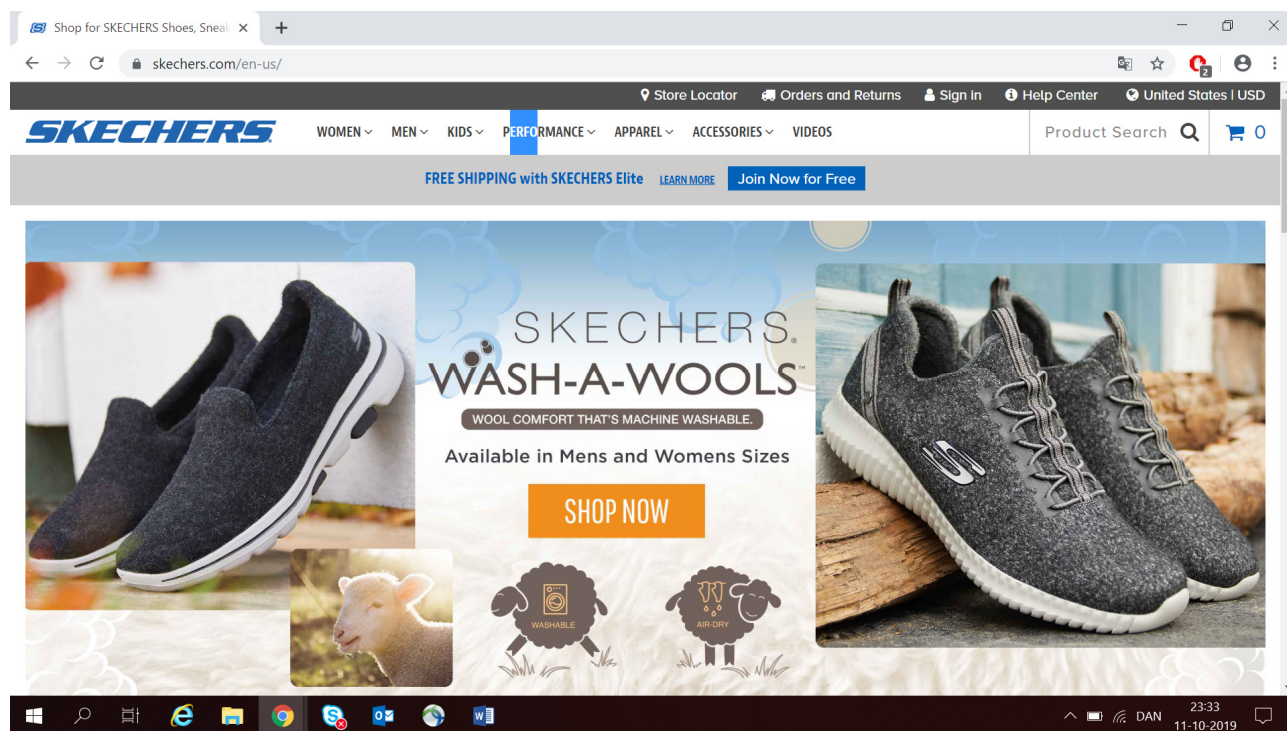 Shop for SKECHERS Shoes, Sneal
skechers.com/en-us/
2
Store Locator Orders and Returns Sign in Help Center United States | USD
SKECHERS WOMEN MEN KIDS PERFORMANCE APPAREL ACCESSORIES VIDEOS Product Search 0
FREE SHIPPING with SKECHERS Elite LEARN MORE Join Now for Free
SKECHERS®
WASH-A-WOOLS™
WOOL COMFORT THAT'S MACHINE WASHABLE.
Available in Mens and Womens Sizes
SHOP NOW
WASHABLE AIR-DRY
DAN 23:33
11-10-2019